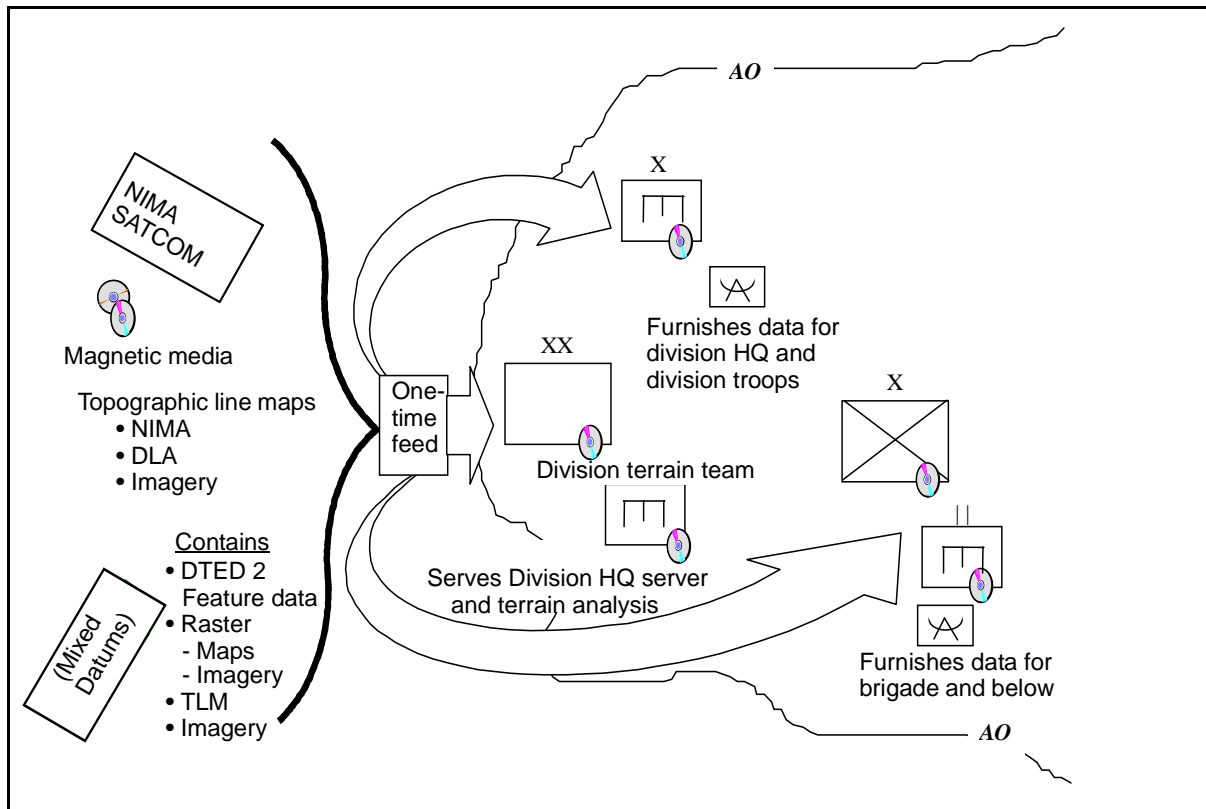 AO
NIMA
SATCOM
Magnetic media
Topographic line maps
• NIMA
• DLA
• Imagery
Contains
• DTED 2
Feature data
• Raster
- Maps
- Imagery
• TLM
• Imagery
(Mixed
Datums)
One-
time
feed
X
Furnishes data for
division HQ and
division troops
XX
Division terrain team
Serves Division HQ server
and terrain analysis
X
||
Furnishes data for
brigade and below
AO